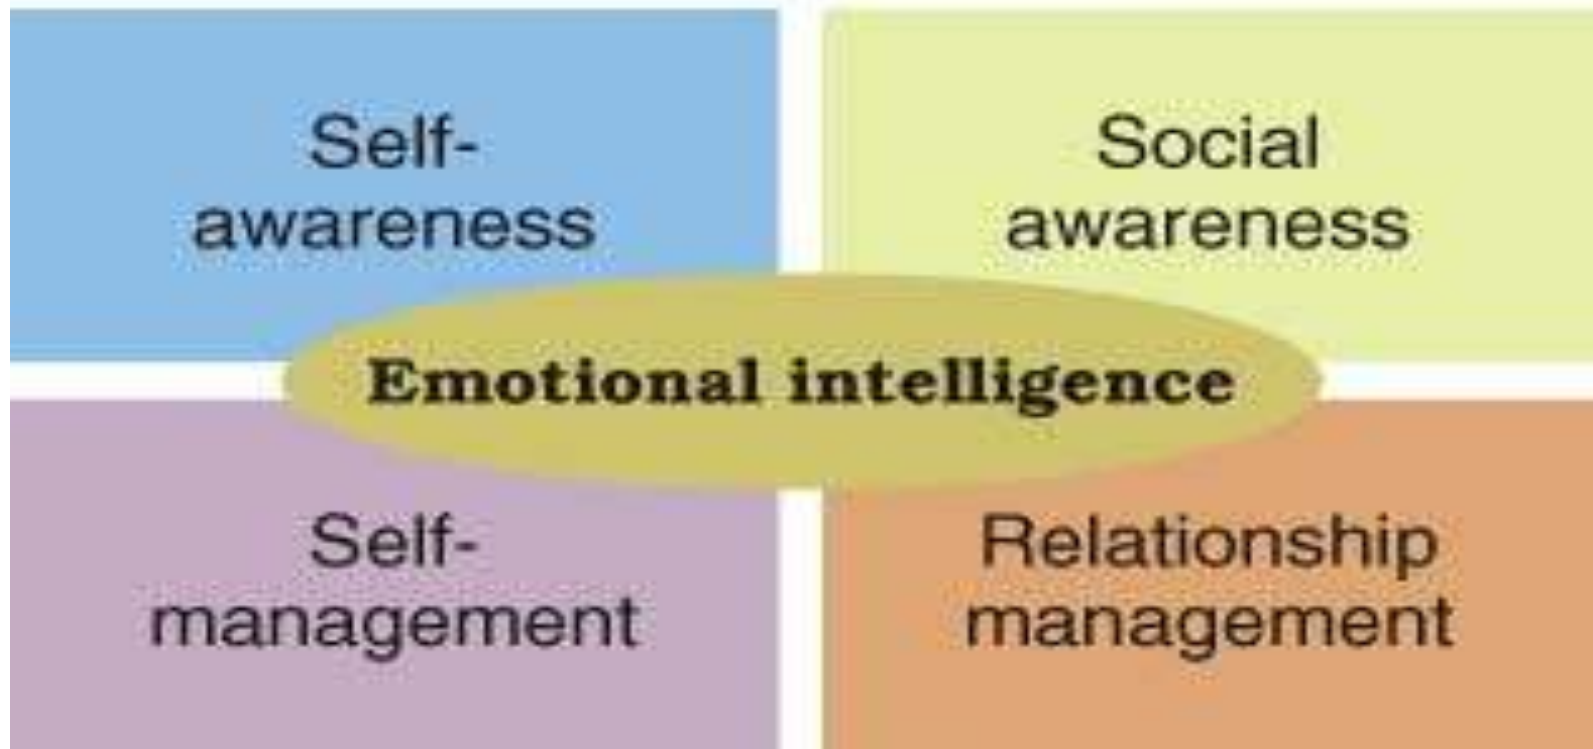 Self-
awareness
Social
awareness
Emotional intelligence
Self-
management
Relationship
management